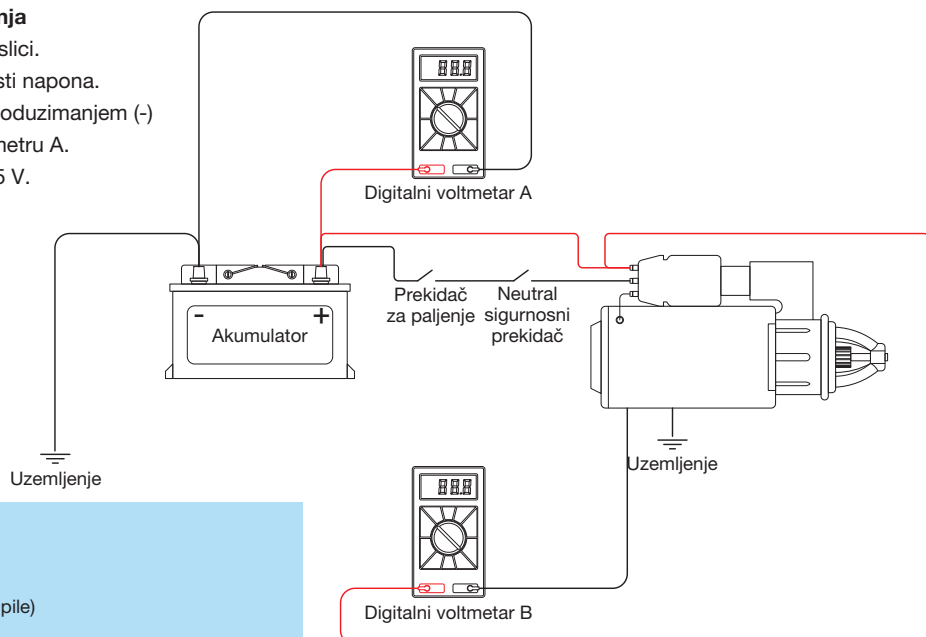 nja
slici.
sti napona.
oduzimanjem (-)
metru A.
5 V.
Digitalni voltmetar A
- +
Akumulator
Prekidač
za paljenje
Neutral
sigurnosni
prekidač
Uzemljenje
Uzemljenje
pile)
Digitalni voltmetar B